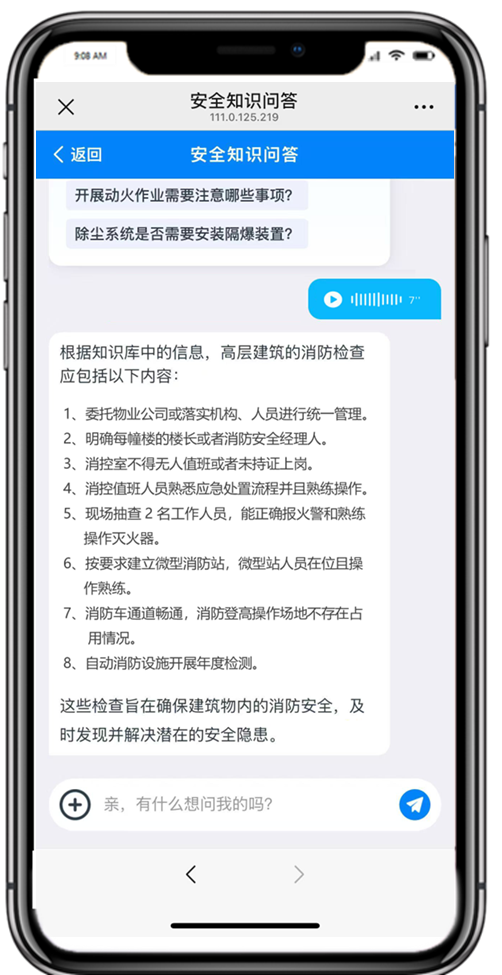 9:08 AM
安全知识问答
111.0.125.219
返回
安全知识问答
开展动火作业需要注意哪些事项？
除尘系统是否需要安装隔爆装置？
7''
根据知识库中的信息，高层建筑的消防检查
应包括以下内容：
1、委托物业公司或落实机构、人员进行统一管理。
2、明确每幢楼的楼长或者消防安全经理人。
3、消控室不得无人值班或者未持证上岗。
4、消控值班人员熟悉应急处置流程并且熟练操作。
5、现场抽查 2 名工作人员，能正确报火警和熟练
操作灭火器。
6、按要求建立微型消防站，微型站人员在位且操
作熟练。
7、消防车通道畅通，消防登高操作场地不存在占
用情况。
8、自动消防设施开展年度检测。
这些检查旨在确保建筑物内的消防安全，及
时发现并解决潜在的安全隐患。
亲，有什么想问我的吗?